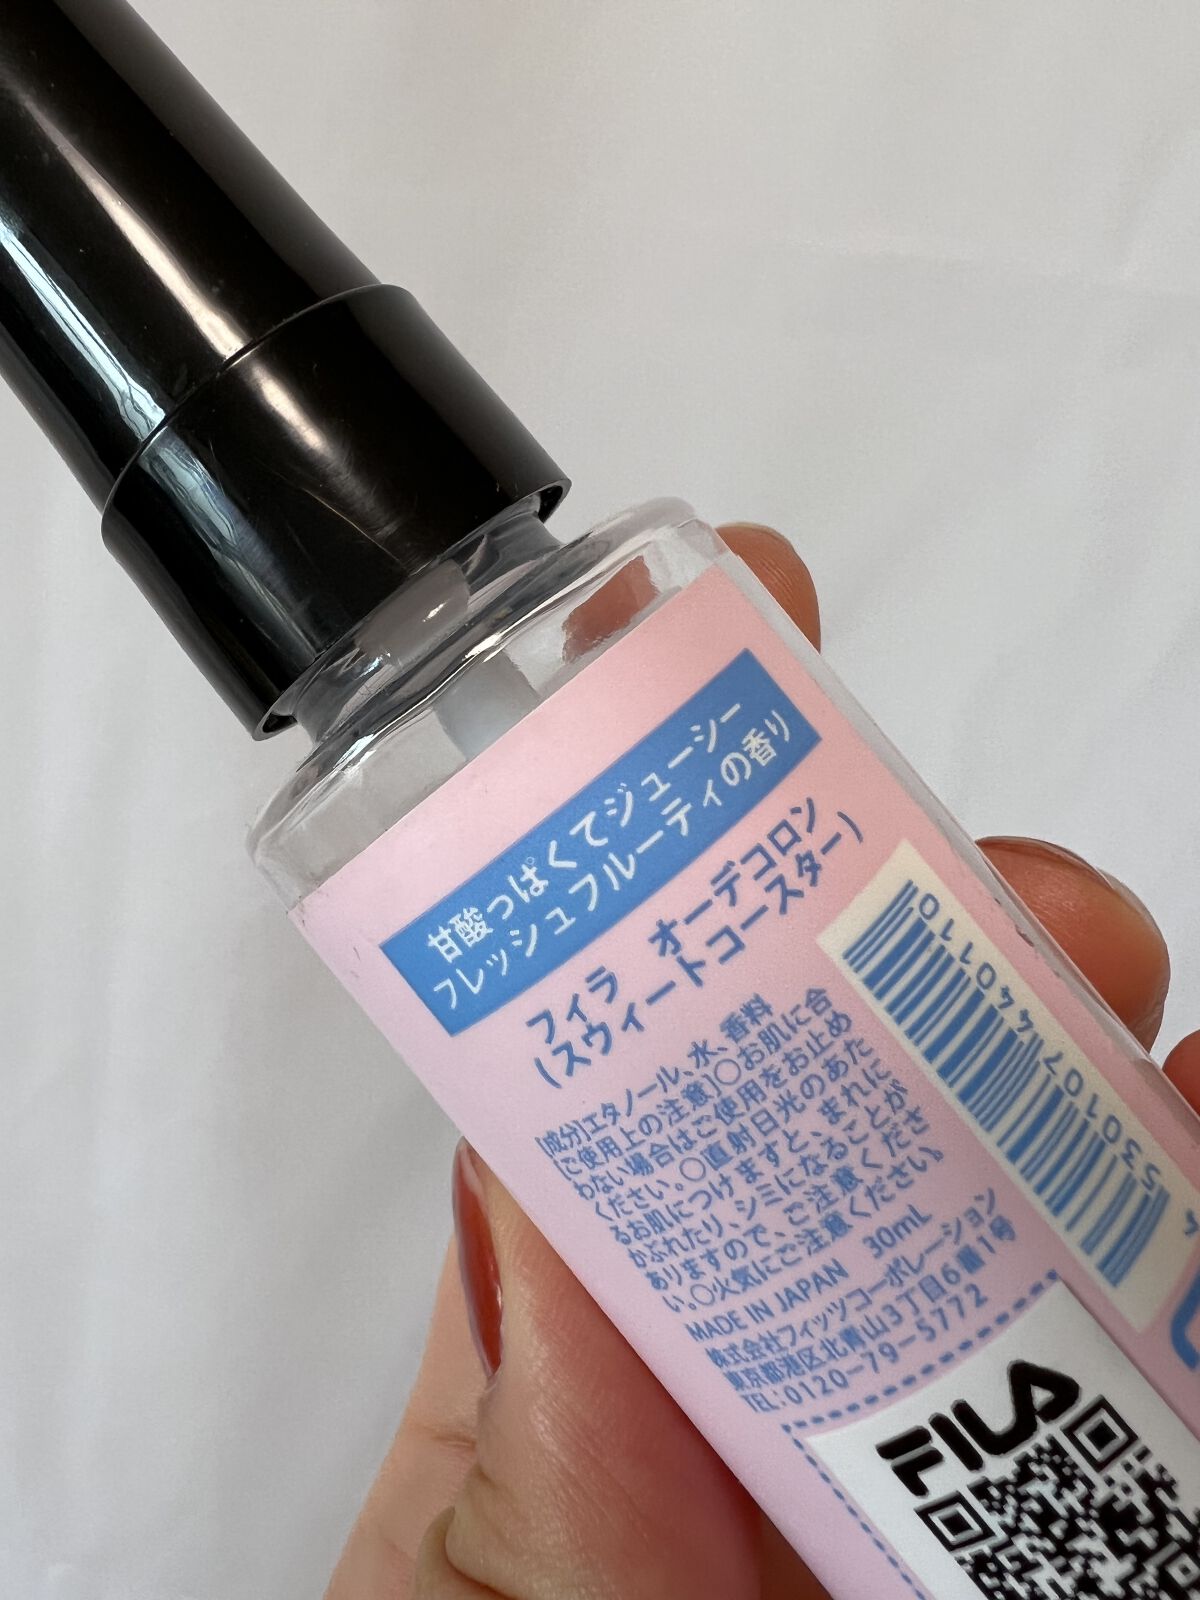 甘酸っぱくてジューシー
フレッシュフルーティの香り
フィラ　オーデコロン
(スウィートコースター)
[成分]エタノール、水、香料
[ご使用上の注意]○お肌に合
わない場合はご使用をお止め
ください。○直射日光のあた
るお肌につけますと、まれに
かぶれたり、シミになることが
ありますので、ご注意くださ
い。○火気にご注意ください。
MADE IN JAPAN　30mL
株式会社フィッツコーポレーション
東京都港区北青山3丁目6番1号
TEL:0120-79-5772
530107 440110
FILA